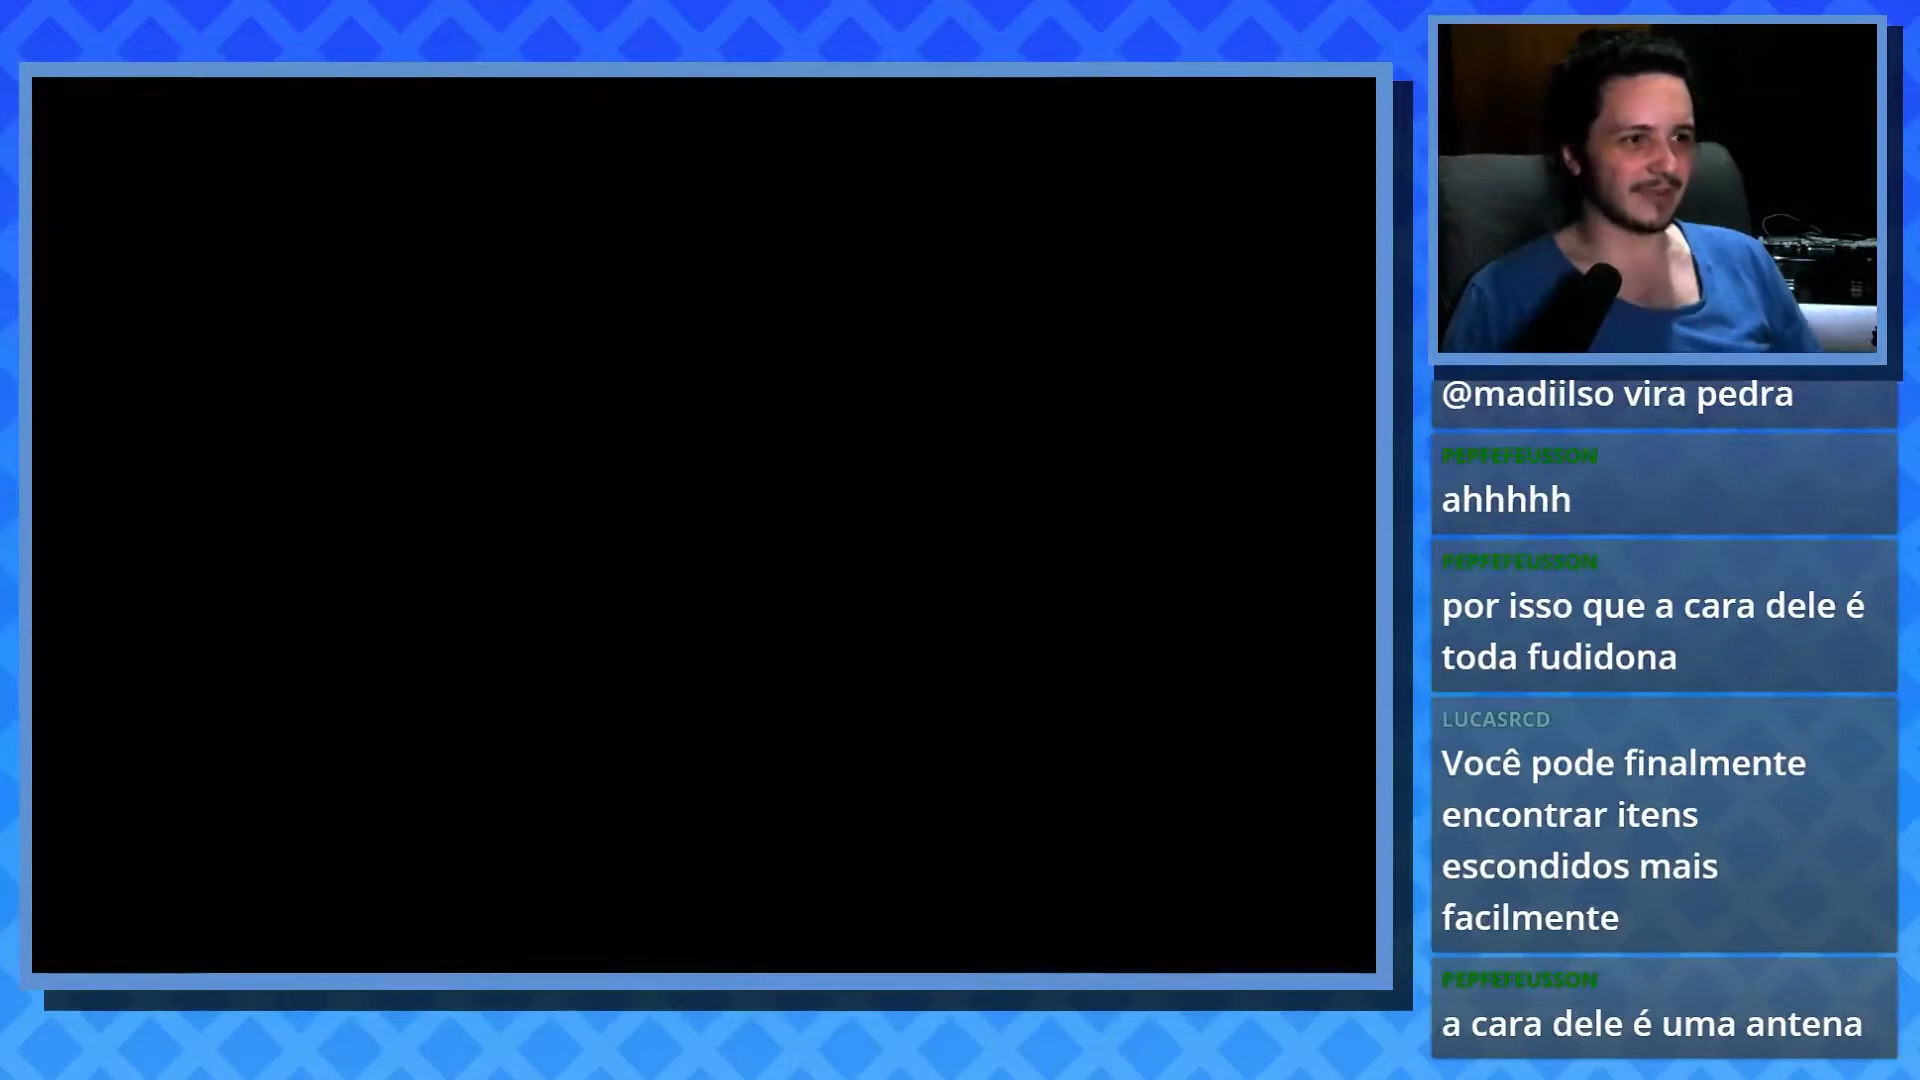 @madiilso vira pedra
PEPFEFEUSSON
ahhhhh
PEPFEFEUSSON
por isso que a cara dele é
toda fudidona
LUCASRCD
Você pode finalmente
encontrar itens
escondidos mais
facilmente
PEPFEFEUSSON
a cara dele é uma antena